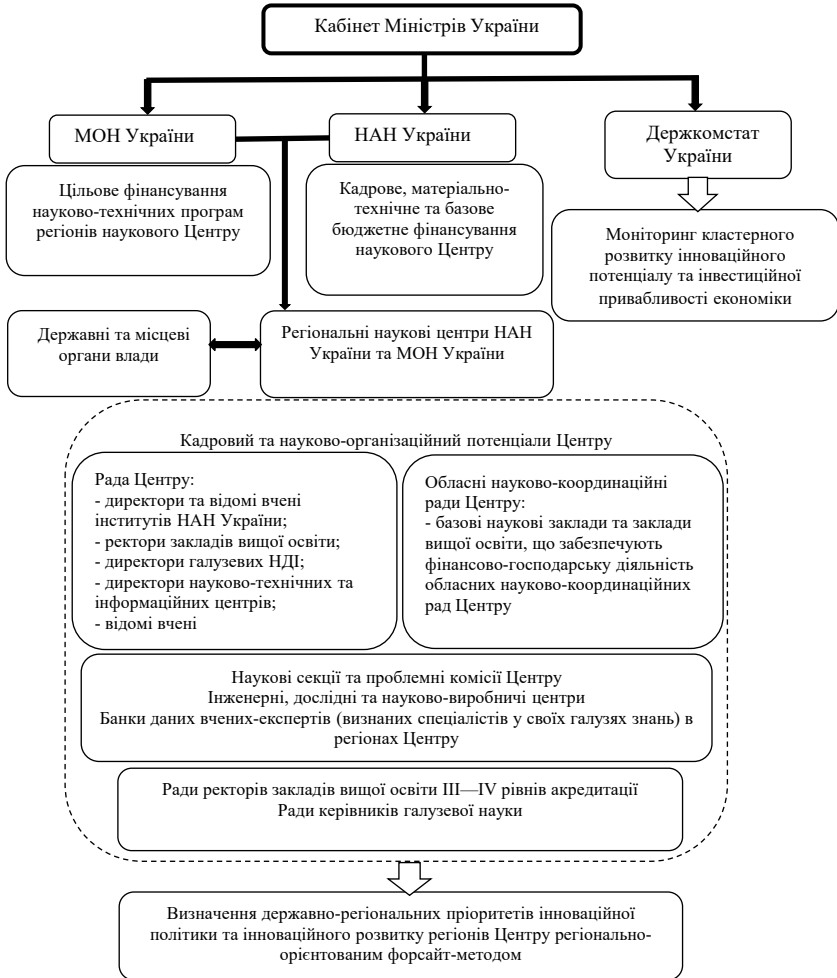 Кабінет Міністрів України
МОН України
НАН України
Держкомстат
України
Цільове фінансування
науково-технічних програм
регіонів наукового Центру
Кадрове, матеріально-
технічне та базове
бюджетне фінансування
наукового Центру
Моніторинг кластерного
розвитку інноваційного
потенціалу та інвестиційної
привабливості економіки
Державні та місцеві
органи влади
Регіональні наукові центри НАН
України та МОН України
Кадровий та науково-організаційний потенціали Центру
Рада Центру:
- директори та відомі вчені
інститутів НАН України;
- ректори закладів вищої освіти;
- директори галузевих НДІ;
- директори науково-технічних та
інформаційних центрів;
- відомі вчені
Обласні науково-координаційні
ради Центру:
- базові наукові заклади та заклади
вищої освіти, що забезпечують
фінансово-господарську діяльність
обласних науково-координаційних
рад Центру
Наукові секції та проблемні комісії Центру
Інженерні, дослідні та науково-виробничі центри
Банки даних вчених-експертів (визнаних спеціалістів у своїх галузях знань) в
регіонах Центру
Ради ректорів закладів вищої освіти III—IV рівнів акредитації
Ради керівників галузевої науки
Визначення державно-регіональних пріоритетів інноваційної
політики та інноваційного розвитку регіонів Центру регіонально-
орієнтованим форсайт-методом